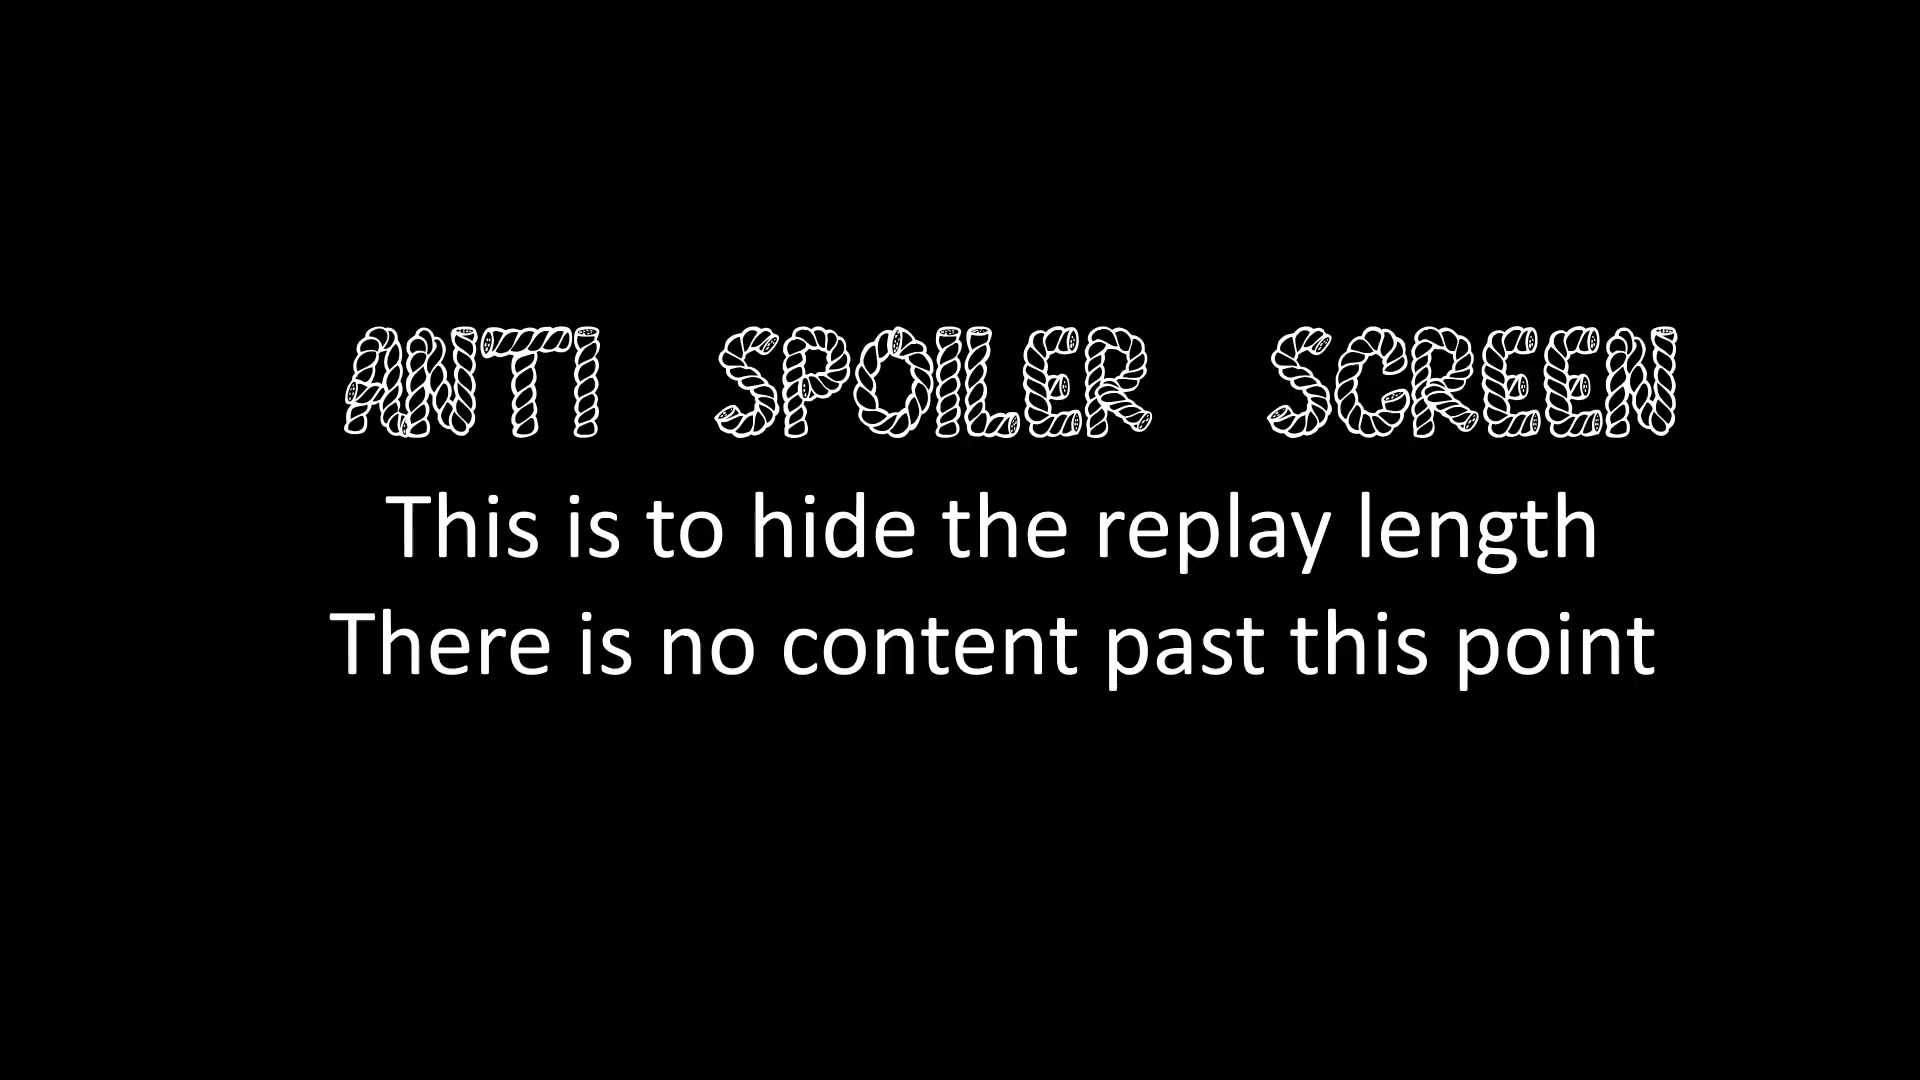 ANTI SPOILER SCREEN
This is to hide the replay length
There is no content past this point